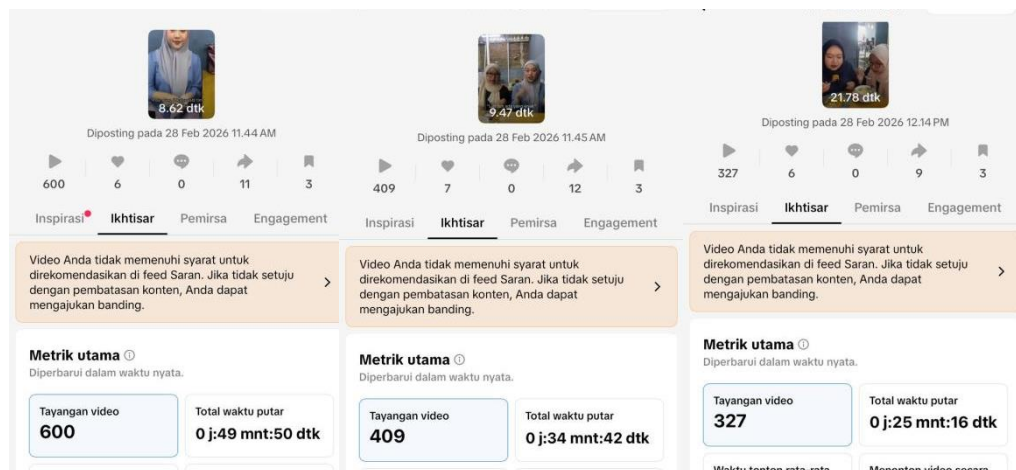 8.62 dtk
Diposting pada 28 Feb 2026 11.44 AM
600 6 0 11 3
Inspirasi Ikhtisar Pemirsa Engagement
Video Anda tidak memenuhi syarat untuk
direkomendasikan di feed Saran. Jika tidak setuju
dengan pembatasan konten, Anda dapat
mengajukan banding.
Metrik utama
Diperbarui dalam waktu nyata.
Tayangan video
600
Total waktu putar
0 j:49 mnt:50 dtk
9.47 dtk
Diposting pada 28 Feb 2026 11.45 AM
409 7 0 12 3
Inspirasi Ikhtisar Pemirsa Engagement
Video Anda tidak memenuhi syarat untuk
direkomendasikan di feed Saran. Jika tidak setuju
dengan pembatasan konten, Anda dapat
mengajukan banding.
Metrik utama
Diperbarui dalam waktu nyata.
Tayangan video
409
Total waktu putar
0 j:34 mnt:42 dtk
21.78 dtk
Diposting pada 28 Feb 2026 12.14 PM
327 6 0 9 3
Inspirasi Ikhtisar Pemirsa Engagement
Video Anda tidak memenuhi syarat untuk
direkomendasikan di feed Saran. Jika tidak setuju
dengan pembatasan konten, Anda dapat
mengajukan banding.
Metrik utama
Diperbarui dalam waktu nyata.
Tayangan video
327
Total waktu putar
0 j:25 mnt:16 dtk
Waktu tonton rata-rata
Menonton video secara